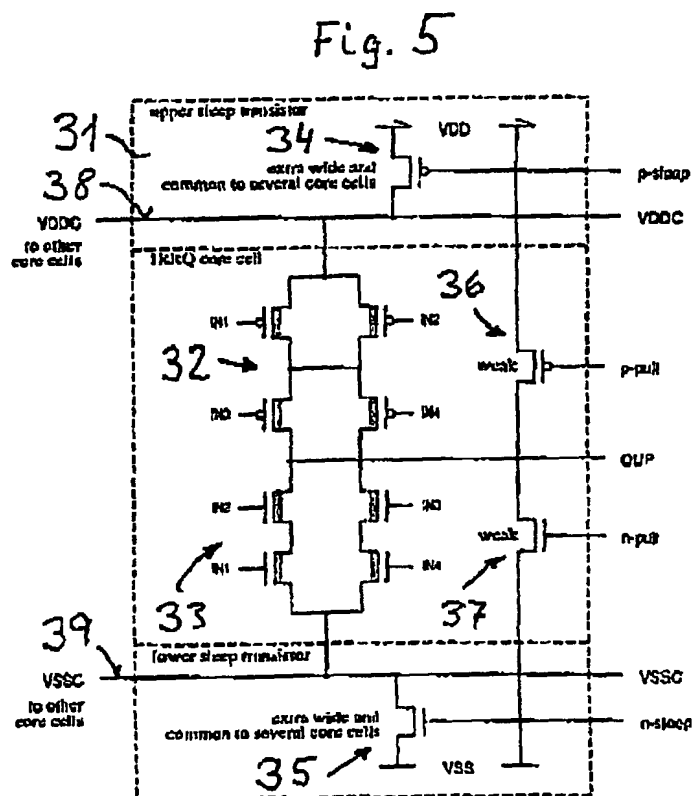 Fig. 5
upper sleep transistor
31
34
VDD
extra wide and
common to several core cells
p-sleep
38
VDDC
VDDC
to other
core cells
core cell
IN1
IN2
32
36
weak
p-pull
IN3
IN4
OUP
IN2
IN3
weak
n-pull
33
IN1
IN4
37
39
lower sleep transistor
VSSC
VSSC
to other
core cells
extra wide and
common to several core cells
n-sleep
35
VSS